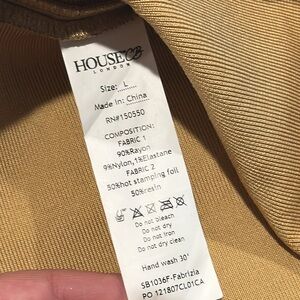 HOUSE OF CB
LONDON
Size: L
Made in: China
RN#150550
COMPOSITION:
FABRIC 1
90%Rayon
9%Nylon,1%Elastane
FABRIC 2
50%hot stamping foil
50%resin
Do not bleach
Do not dry
Do not iron
Do not dry clean
Hand wash 30°
SB1036F-Fabrizia
PO 121807CL01CA